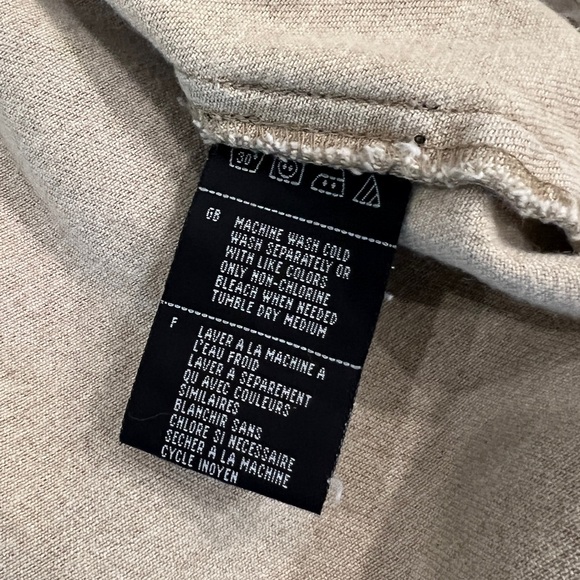 30°
GB
MACHINE WASH COLD
WASH SEPARATELY OR
WITH LIKE COLORS
ONLY NON-CHLORINE
BLEACH WHEN NEEDED
TUMBLE DRY MEDIUM
F
LAVER A LA MACHINE A
L'EAU FROID
LAVER A SEPAREMENT
QU AVEC COULEURS
SIMILAIRES
BLANCHIR SANS
CHLORE SI NECESSAIRE
SECHER A LA MACHINE
CYCLE INOYEN